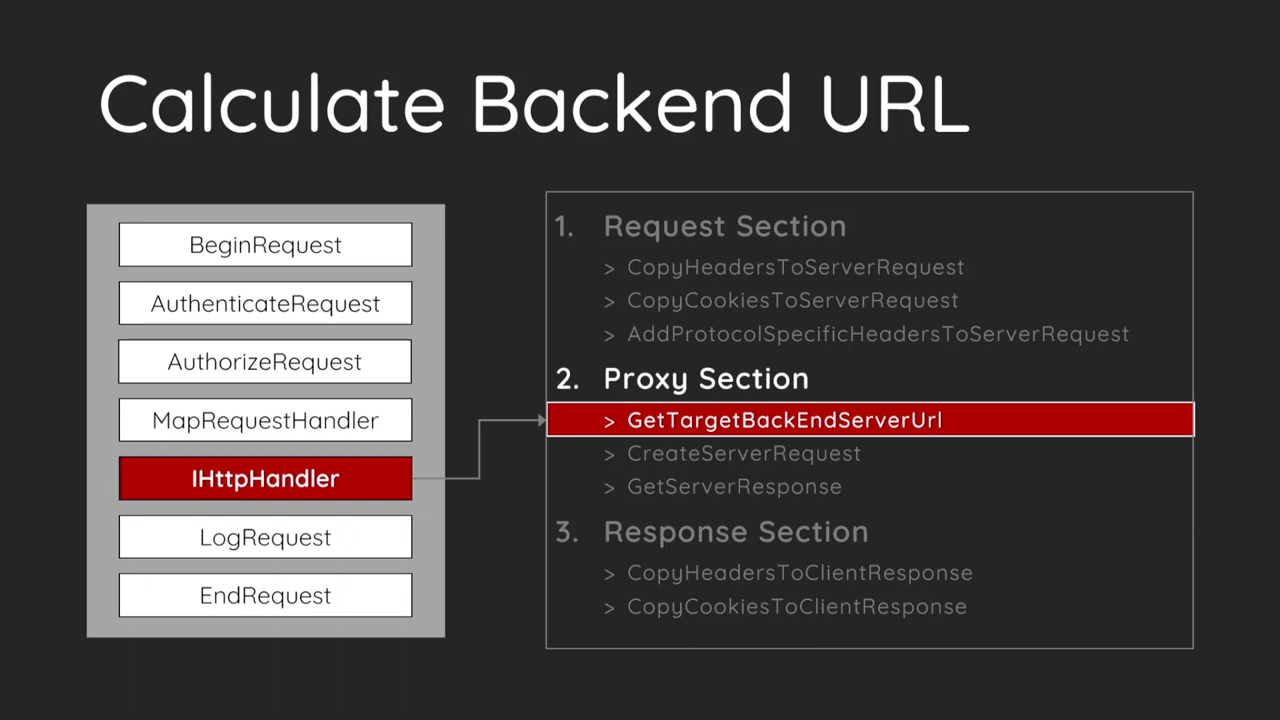 Calculate Backend URL
BeginRequest
AuthenticateRequest
AuthorizeRequest
MapRequestHandler
IHttpHandler
LogRequest
EndRequest
1. Request Section
> CopyHeadersToServerRequest
> CopyCookiesToServerRequest
> AddProtocolSpecificHeadersToServerRequest
2. Proxy Section
> GetTargetBackEndServerUrl
> CreateServerRequest
> GetServerResponse
3. Response Section
> CopyHeadersToClientResponse
> CopyCookiesToClientResponse